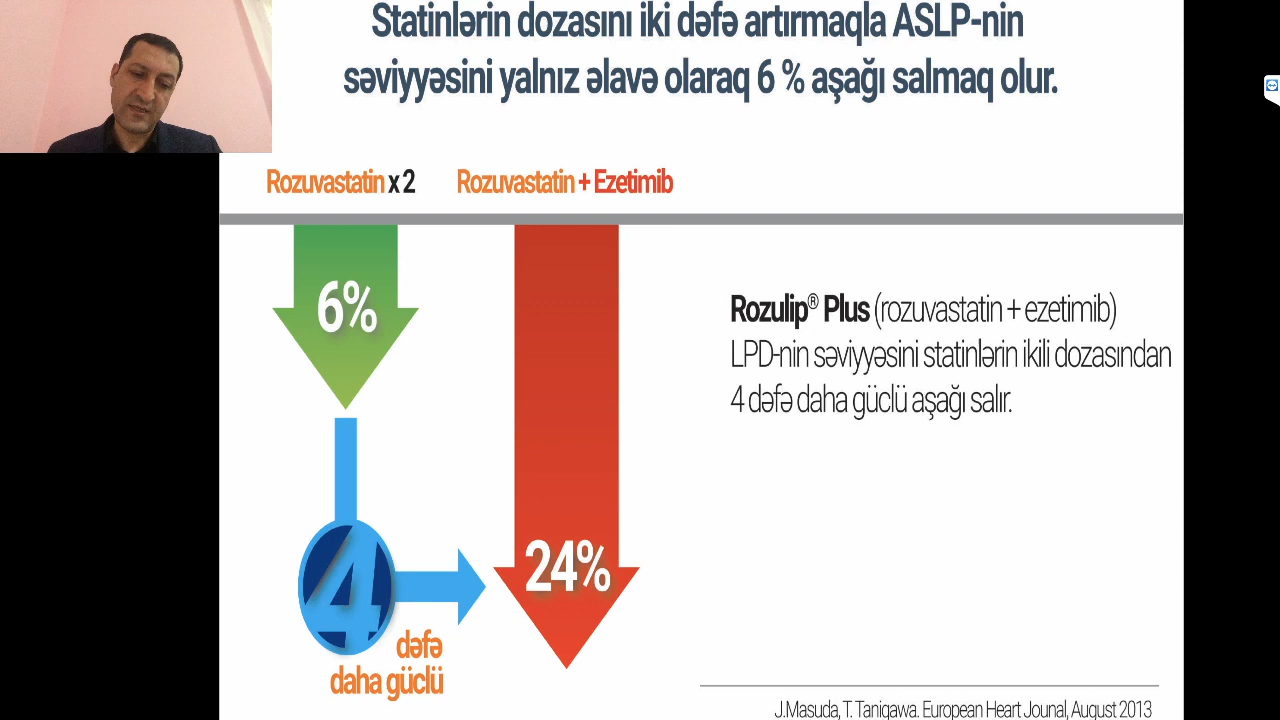 Statinlərin dozasını iki dəfə artırmaqla ASLP-nin
səviyyəsini yalnız əlavə olaraq 6 % aşağı salmaq olur.
Rozuvastatin x 2
Rozuvastatin + Ezetimib
6%
Rozulip® Plus (rozuvastatin + ezetimib)
LPD-nin səviyyəsini statinlərin ikili dozasından
4 dəfə daha güclü aşağı salır.
24%
4
dəfə
daha güclü
J.Masuda, T. Taniqawa. European Heart Jounal, August 2013